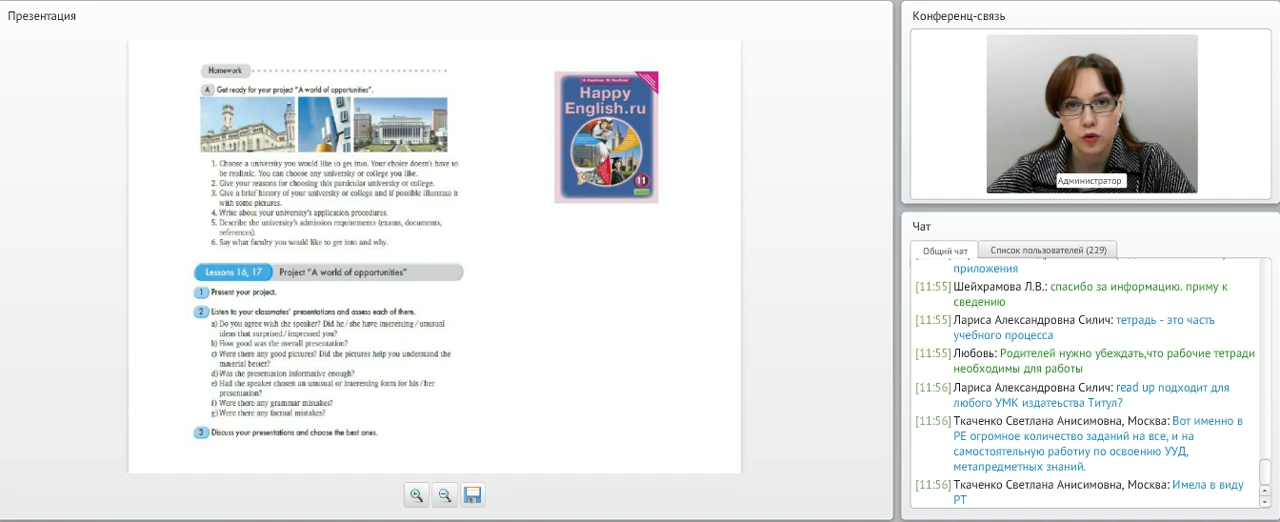 Презентация
Homework
A Get ready for your project "A world of opportunities".
1. Choose a university you would like to get into. Your choice doesn't have to
be realistic. You can choose any university or college you like.
2. Give your reasons for choosing this particular university or college.
3. Give a brief history of your university or college and if possible illustrate it
with some pictures.
4. Write about your university's application procedures.
5. Describe the university's admission requirements (exams, documents,
references).
6. Say what faculty you would like to get into and why.
Lessons 16, 17 Project "A world of opportunities"
1 Present your project.
2 Listen to your classmates' presentations and assess each of them.
a) Do you agree with the speaker? Did he/she have interesting/unusual
ideas that surprised/impressed you?
b) How good was the overall presentation?
c) Were there any good pictures? Did the pictures help you understand the
material better?
d) Was the presentation informative enough?
e) Had the speaker chosen an unusual or interesting form for his/her
presentation?
f) Were there any grammar mistakes?
g) Were there any factual mistakes?
3 Discuss your presentations and choose the best ones.
Happy
English.ru
11
Конференц-связь
Администратор
Чат
Общий чат
Список пользователей (229)
приложения
[11:55] Шейхрамова Л.В.: спасибо за информацию. приму к
сведению
[11:55] Лариса Александровна Силич: тетрадь - это часть
учебного процесса
[11:55] Любовь: Родителей нужно убеждать,что рабочие тетради
необходимы для работы
[11:56] Лариса Александровна Силич: read up подходит для
любого УМК издатеьства Титул?
[11:56] Ткаченко Светлана Анисимовна, Москва: Вот именно в
РЕ огромное количество заданий на все, и на
самостоятельную работиу по освоению УУД,
метапредметных знаний.
[11:56] Ткаченко Светлана Анисимовна, Москва: Имела в виду
РТ